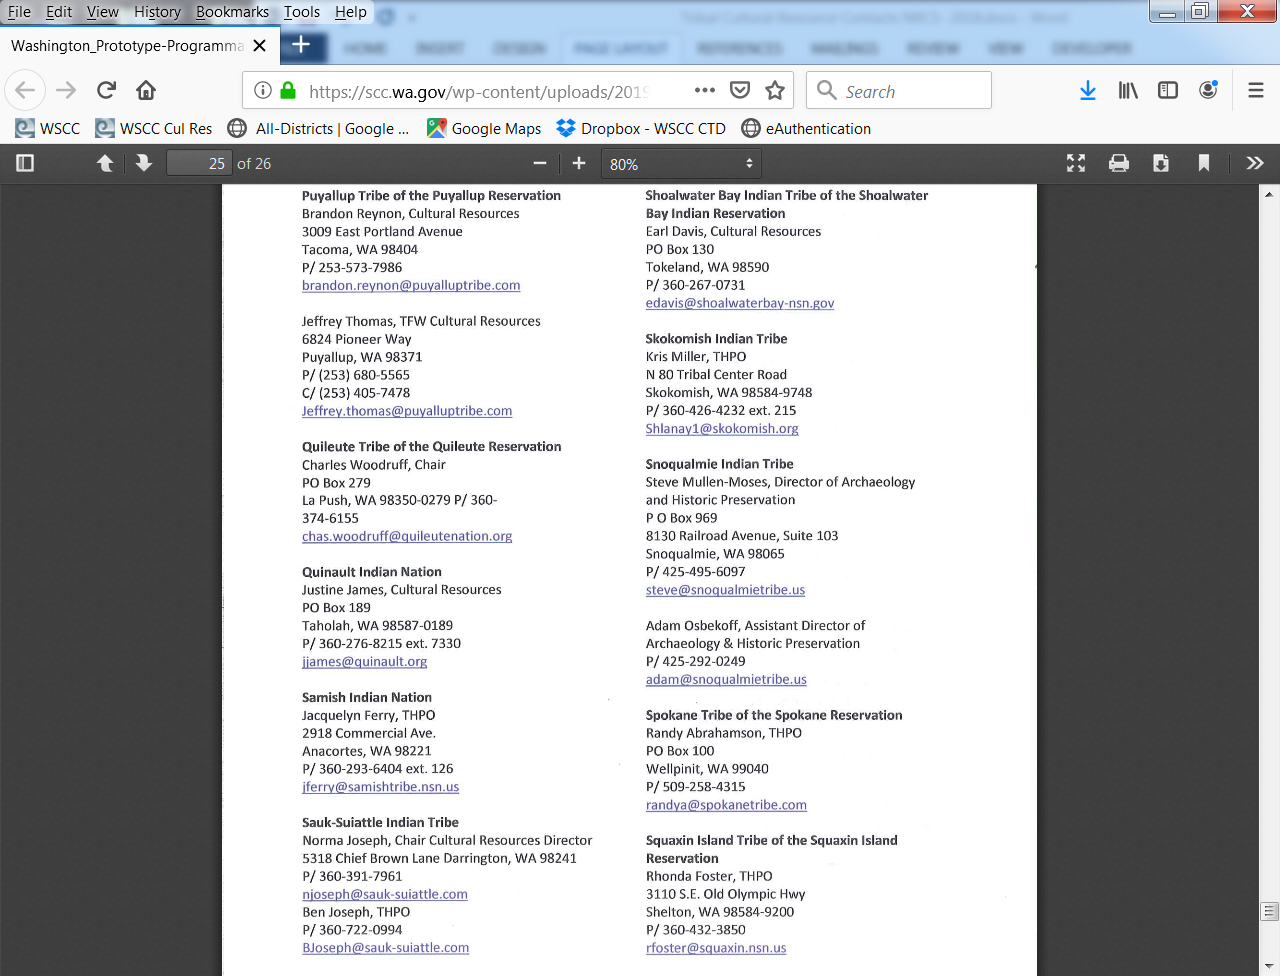 File Edit View History Bookmarks Tools Help
Washington_Prototype-Programma
HOME INSERT DESIGN PAGE LAYOUT REFERENCES MAILINGS REVIEW VIEW DEVELOPER
https://scc.wa.gov/wp-content/uploads/2019
Search
WSCC WSCC Cul Res All-Districts | Google ... Google Maps Dropbox - WSCC CTD eAuthentication
25 of 26 80%
Puyallup Tribe of the Puyallup Reservation
Brandon Reynon, Cultural Resources
3009 East Portland Avenue
Tacoma, WA 98404
P/ 253-573-7986
brandon.reynon@puyalluptribe.com
Jeffrey Thomas, TFW Cultural Resources
6824 Pioneer Way
Puyallup, WA 98371
P/ (253) 680-5565
C/ (253) 405-7478
Jeffrey.thomas@puyalluptribe.com
Quileute Tribe of the Quileute Reservation
Charles Woodruff, Chair
PO Box 279
La Push, WA 98350-0279 P/ 360-
374-6155
chas.woodruff@quileutenation.org
Quinault Indian Nation
Justine James, Cultural Resources
PO Box 189
Taholah, WA 98587-0189
P/ 360-276-8215 ext. 7330
jjames@quinault.org
Samish Indian Nation
Jacquelyn Ferry, THPO
2918 Commercial Ave.
Anacortes, WA 98221
P/ 360-293-6404 ext. 126
jferry@samishtribe.nsn.us
Sauk-Suiattle Indian Tribe
Norma Joseph, Chair Cultural Resources Director
5318 Chief Brown Lane Darrington, WA 98241
P/ 360-391-7961
njoseph@sauk-suiattle.com
Ben Joseph, THPO
P/ 360-722-0994
BJoseph@sauk-suiattle.com
Shoalwater Bay Indian Tribe of the Shoalwater
Bay Indian Reservation
Earl Davis, Cultural Resources
PO Box 130
Tokeland, WA 98590
P/ 360-267-0731
edavis@shoalwaterbay-nsn.gov
Skokomish Indian Tribe
Kris Miller, THPO
N 80 Tribal Center Road
Skokomish, WA 98584-9748
P/ 360-426-4232 ext. 215
Shlanay1@skokomish.org
Snoqualmie Indian Tribe
Steve Mullen-Moses, Director of Archaeology
and Historic Preservation
P O Box 969
8130 Railroad Avenue, Suite 103
Snoqualmie, WA 98065
P/ 425-495-6097
steve@snoqualmietribe.us
Adam Osbekoff, Assistant Director of
Archaeology & Historic Preservation
P/ 425-292-0249
adam@snoqualmietribe.us
Spokane Tribe of the Spokane Reservation
Randy Abrahamson, THPO
PO Box 100
Wellpinit, WA 99040
P/ 509-258-4315
randya@spokanetribe.com
Squaxin Island Tribe of the Squaxin Island
Reservation
Rhonda Foster, THPO
3110 S.E. Old Olympic Hwy
Shelton, WA 98584-9200
P/ 360-432-3850
rfoster@squaxin.nsn.us